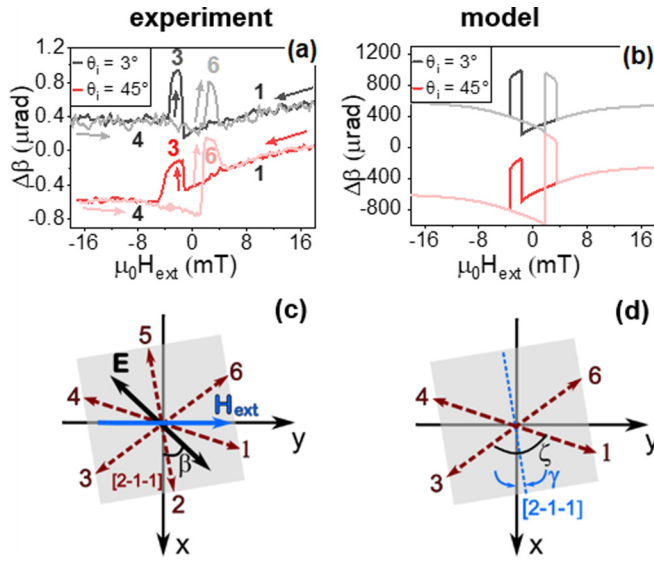 experiment
model
(a)
θi = 3°
θi = 45°
1.2
0.8
0.4
0.0
-0.4
-0.8
Δβ (μrad)
3
6
1
4
3
6
1
4
-16 -8 0 8 16
μ0Hext (mT)
(b)
θi = 3°
θi = 45°
1200
800
400
0
-400
-800
Δβ (μrad)
-16 -8 0 8 16
μ0Hext (mT)
(c)
5
E
6
4
Hext
y
3
β
1
[2-1-1]
2
x
(d)
6
4
y
ζ
1
3
γ
[2-1-1]
x